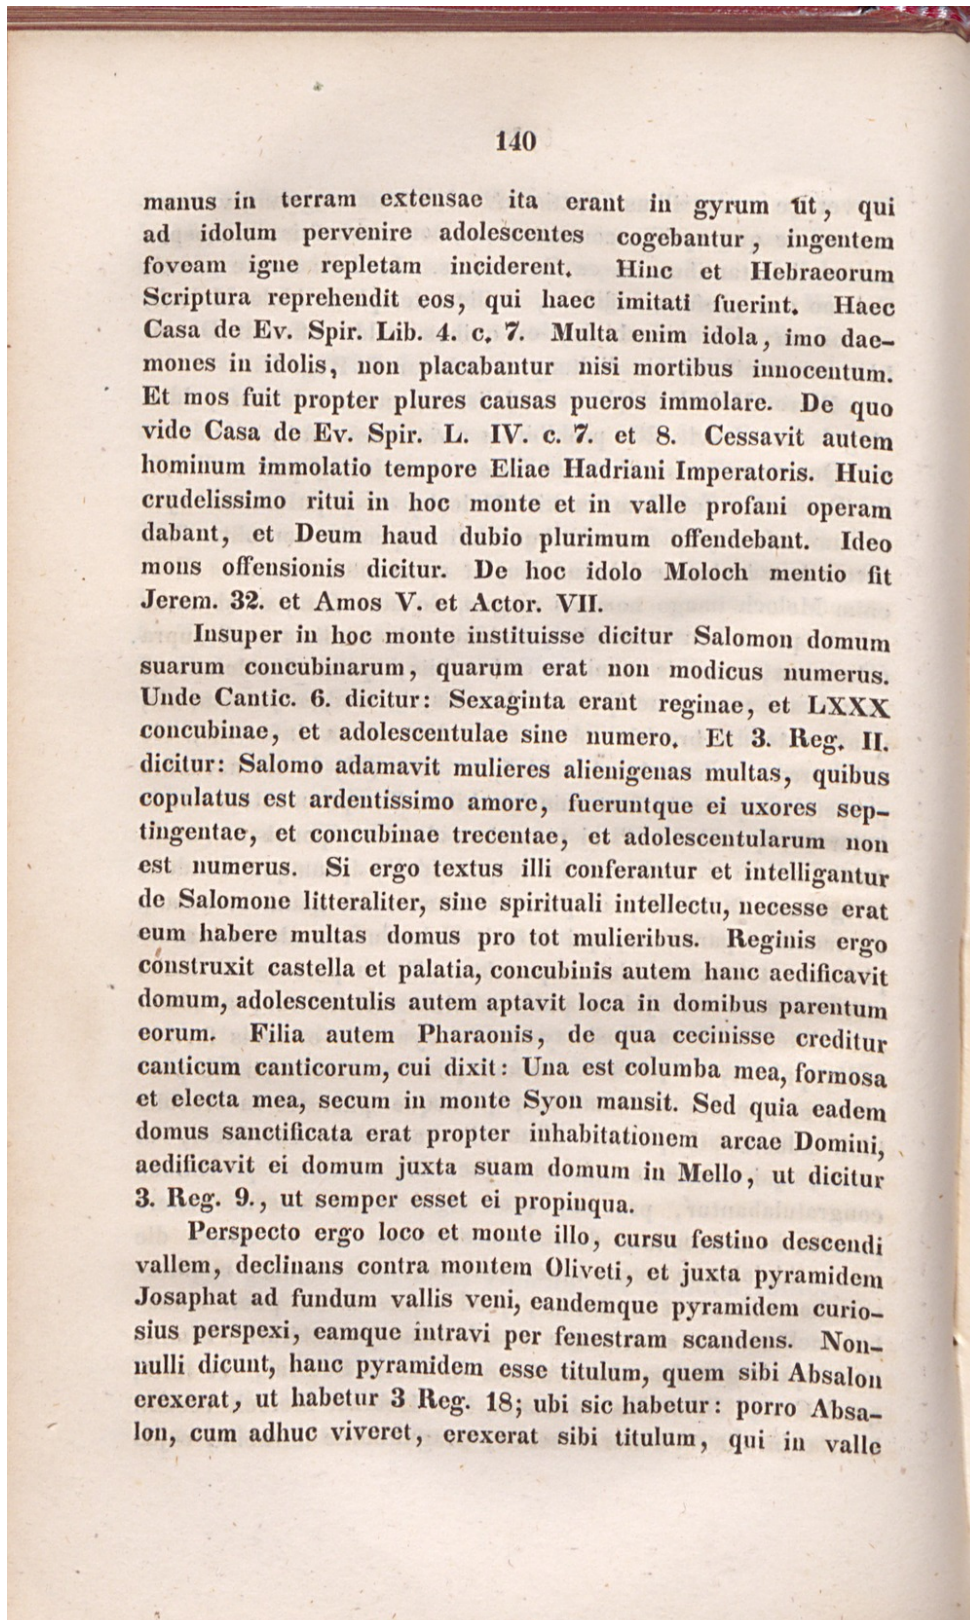 140
manus in terram extensae ita erant in gyrum ut, qui
ad idolum pervenire adolescentes cogebantur, ingentem
foveam igne repletam inciderent. Hinc et Hebraeorum
Scriptura reprehendit eos, qui haec imitati fuerint. Haec
Casa de Ev. Spir. Lib. 4. c. 7. Multa enim idola, imo dae-
mones in idolis, non placabantur nisi mortibus innocentum.
Et mos fuit propter plures causas pueros immolare. De quo
vide Casa de Ev. Spir. L. IV. c. 7. et 8. Cessavit autem
hominum immolatio tempore Eliae Hadriani Imperatoris. Huic
crudelissimo ritui in hoc monte et in valle profani operam
dabant, et Deum haud dubio plurimum offendebant. Ideo
mons offensionis dicitur. De hoc idolo Moloch mentio fit
Jerem. 32. et Amos V. et Actor. VII.
Insuper in hoc monte instituisse dicitur Salomon domum
suarum concubinarum, quarum erat non modicus numerus.
Unde Cantic. 6. dicitur: Sexaginta erant reginae, et LXXX
concubinae, et adolescentulae sine numero. Et 3. Reg. II.
dicitur: Salomo adamavit mulieres alienigenas multas, quibus
copulatus est ardentissimo amore, fueruntque ei uxores sep-
tingentae, et concubinae trecentae, et adolescentularum non
est numerus. Si ergo textus illi conferantur et intelligantur
de Salomone litteraliter, sine spirituali intellectu, necesse erat
eum habere multas domus pro tot mulieribus. Reginis ergo
construxit castella et palatia, concubinis autem hanc aedificavit
domum, adolescentulis autem aptavit loca in domibus parentum
eorum. Filia autem Pharaonis, de qua cecinisse creditur
canticum canticorum, cui dixit: Una est columba mea, formosa
et electa mea, secum in monte Syon mansit. Sed quia eadem
domus sanctificata erat propter inhabitationem arcae Domini,
aedificavit ei domum juxta suam domum in Mello, ut dicitur
3. Reg. 9., ut semper esset ei propinqua.
Perspecto ergo loco et monte illo, cursu festino descendi
vallem, declinans contra montem Oliveti, et juxta pyramidem
Josaphat ad fundum vallis veni, eandemque pyramidem curio-
sius perspexi, eamque intravi per fenestram scandens. Non-
nulli dicunt, hanc pyramidem esse titulum, quem sibi Absalon
erexerat, ut habetur 3 Reg. 18; ubi sic habetur: porro Absa-
lon, cum adhuc viveret, erexerat sibi titulum, qui in valle